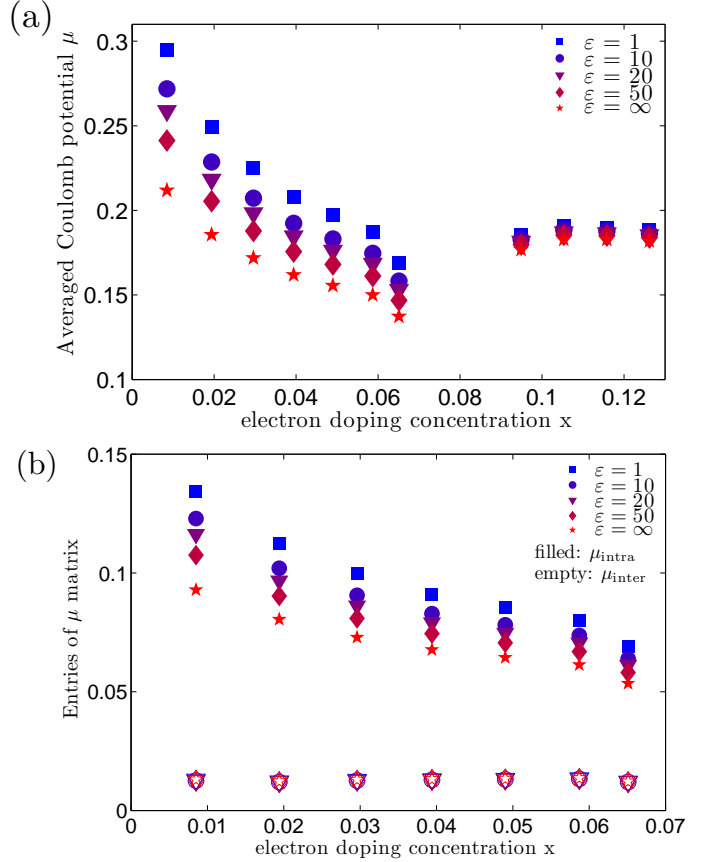 (a)
Averaged Coulomb potential μ
0.3
0.25
0.2
0.15
0.1
ε = 1
ε = 10
ε = 20
ε = 50
ε = ∞
0 0.02 0.04 0.06 0.08 0.1 0.12
electron doping concentration x
(b)
Entries of μ matrix
0.15
0.1
0.05
0
ε = 1
ε = 10
ε = 20
ε = 50
ε = ∞
filled: μintra
empty: μinter
0 0.01 0.02 0.03 0.04 0.05 0.06 0.07
electron doping concentration x